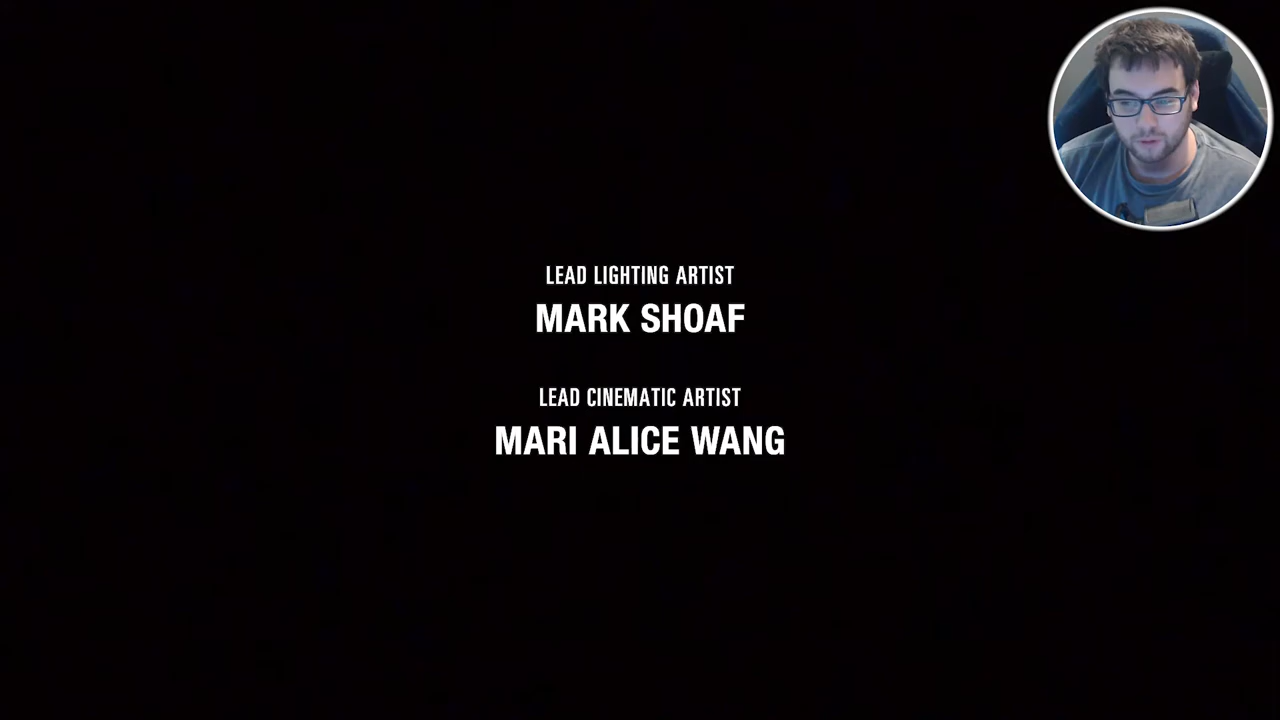 LEAD LIGHTING ARTIST
MARK SHOAF
LEAD CINEMATIC ARTIST
MARI ALICE WANG